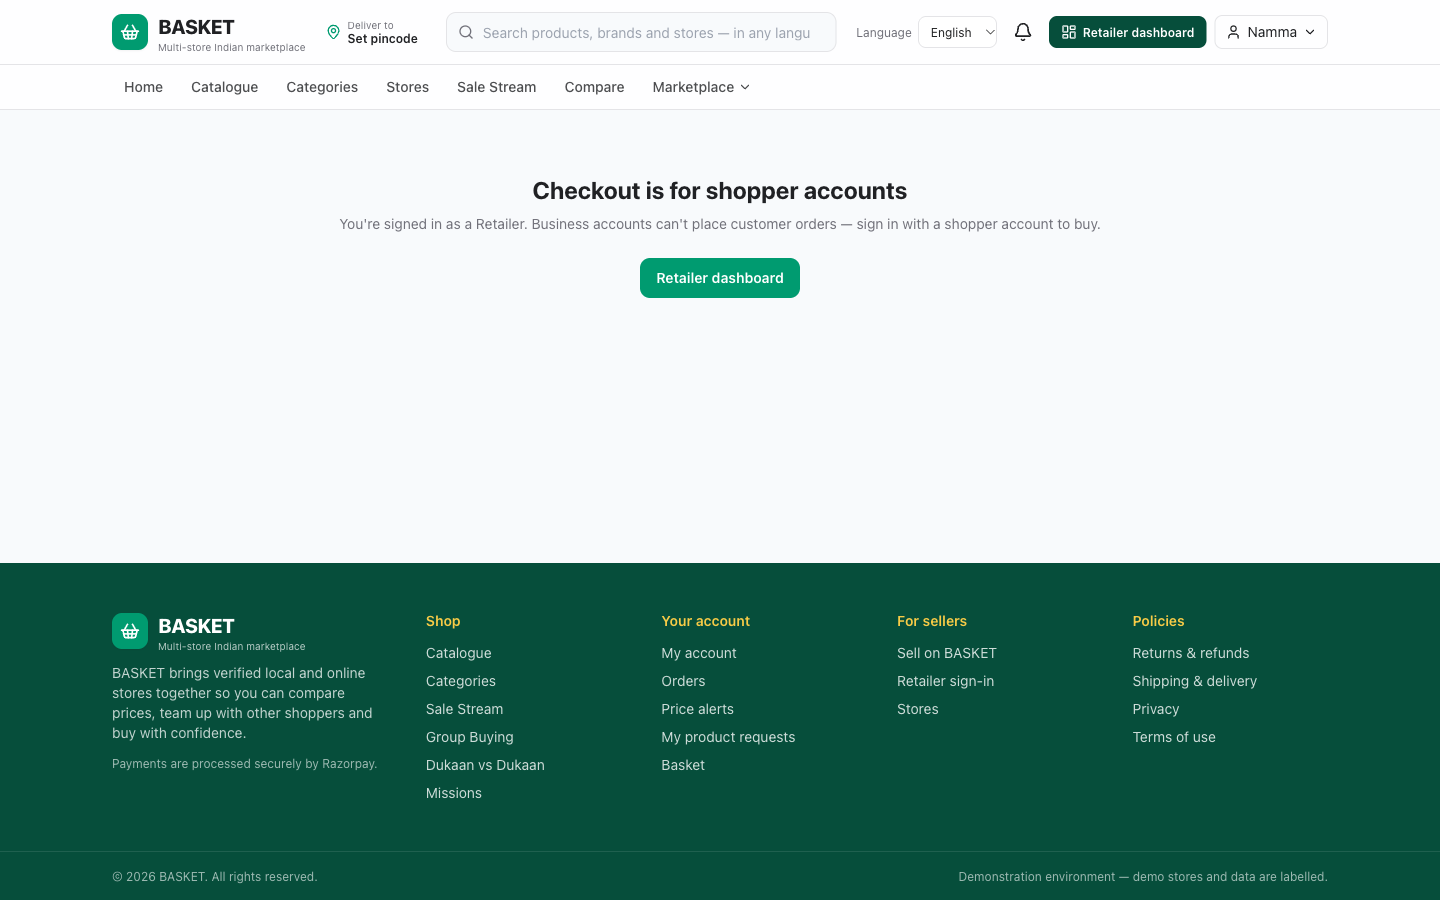 BASKET
Multi-store Indian marketplace
Deliver to
Set pincode
Search products, brands and stores — in any langu
Language
English
Retailer dashboard
Namma
Home
Catalogue
Categories
Stores
Sale Stream
Compare
Marketplace
Checkout is for shopper accounts
You're signed in as a Retailer. Business accounts can't place customer orders — sign in with a shopper account to buy.
Retailer dashboard
BASKET
Multi-store Indian marketplace
BASKET brings verified local and online
stores together so you can compare
prices, team up with other shoppers and
buy with confidence.
Payments are processed securely by Razorpay.
Shop
Catalogue
Categories
Sale Stream
Group Buying
Dukaan vs Dukaan
Missions
Your account
My account
Orders
Price alerts
My product requests
Basket
For sellers
Sell on BASKET
Retailer sign-in
Stores
Policies
Returns & refunds
Shipping & delivery
Privacy
Terms of use
© 2026 BASKET. All rights reserved.
Demonstration environment — demo stores and data are labelled.